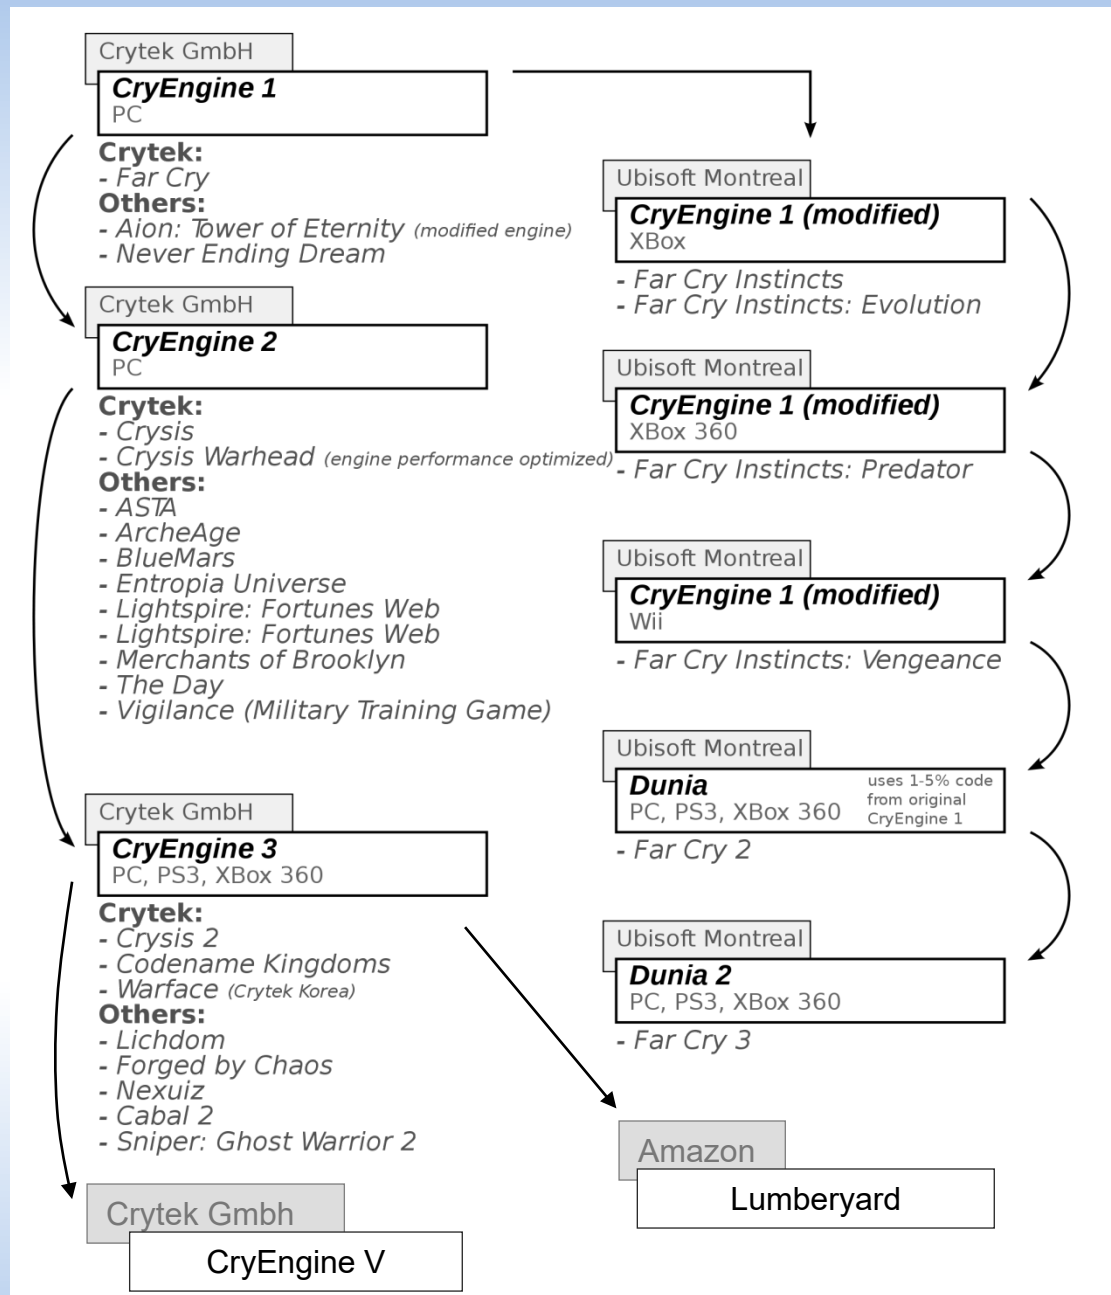 Crytek GmbH
CryEngine 1
PC
Crytek:
- Far Cry
Others:
- Aion: Tower of Eternity (modified engine)
- Never Ending Dream
Crytek GmbH
CryEngine 2
PC
Crytek:
- Crysis
- Crysis Warhead (engine performance optimized)
Others:
- ASTA
- ArcheAge
- BlueMars
- Entropia Universe
- Lightspire: Fortunes Web
- Lightspire: Fortunes Web
- Merchants of Brooklyn
- The Day
- Vigilance (Military Training Game)
Crytek GmbH
CryEngine 3
PC, PS3, XBox 360
Crytek:
- Crysis 2
- Codename Kingdoms
- Warface (Crytek Korea)
Others:
- Lichdom
- Forged by Chaos
- Nexuiz
- Cabal 2
- Sniper: Ghost Warrior 2
Crytek Gmbh
CryEngine V
Ubisoft Montreal
CryEngine 1 (modified)
XBox
- Far Cry Instincts
- Far Cry Instincts: Evolution
Ubisoft Montreal
CryEngine 1 (modified)
XBox 360
- Far Cry Instincts: Predator
Ubisoft Montreal
CryEngine 1 (modified)
Wii
- Far Cry Instincts: Vengeance
Ubisoft Montreal
Dunia
PC, PS3, XBox 360
uses 1-5% code
from original
CryEngine 1
- Far Cry 2
Ubisoft Montreal
Dunia 2
PC, PS3, XBox 360
- Far Cry 3
Amazon
Lumberyard